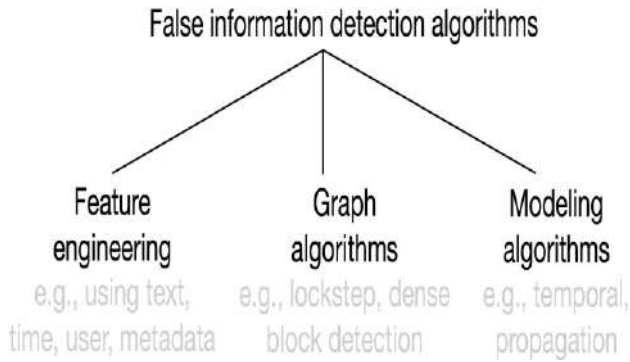 False information detection algorithms
Feature
engineering
e.g., using text,
time, user, metadata
Graph
algorithms
e.g., lockstep, dense
block detection
Modeling
algorithms
e.g., temporal,
propagation